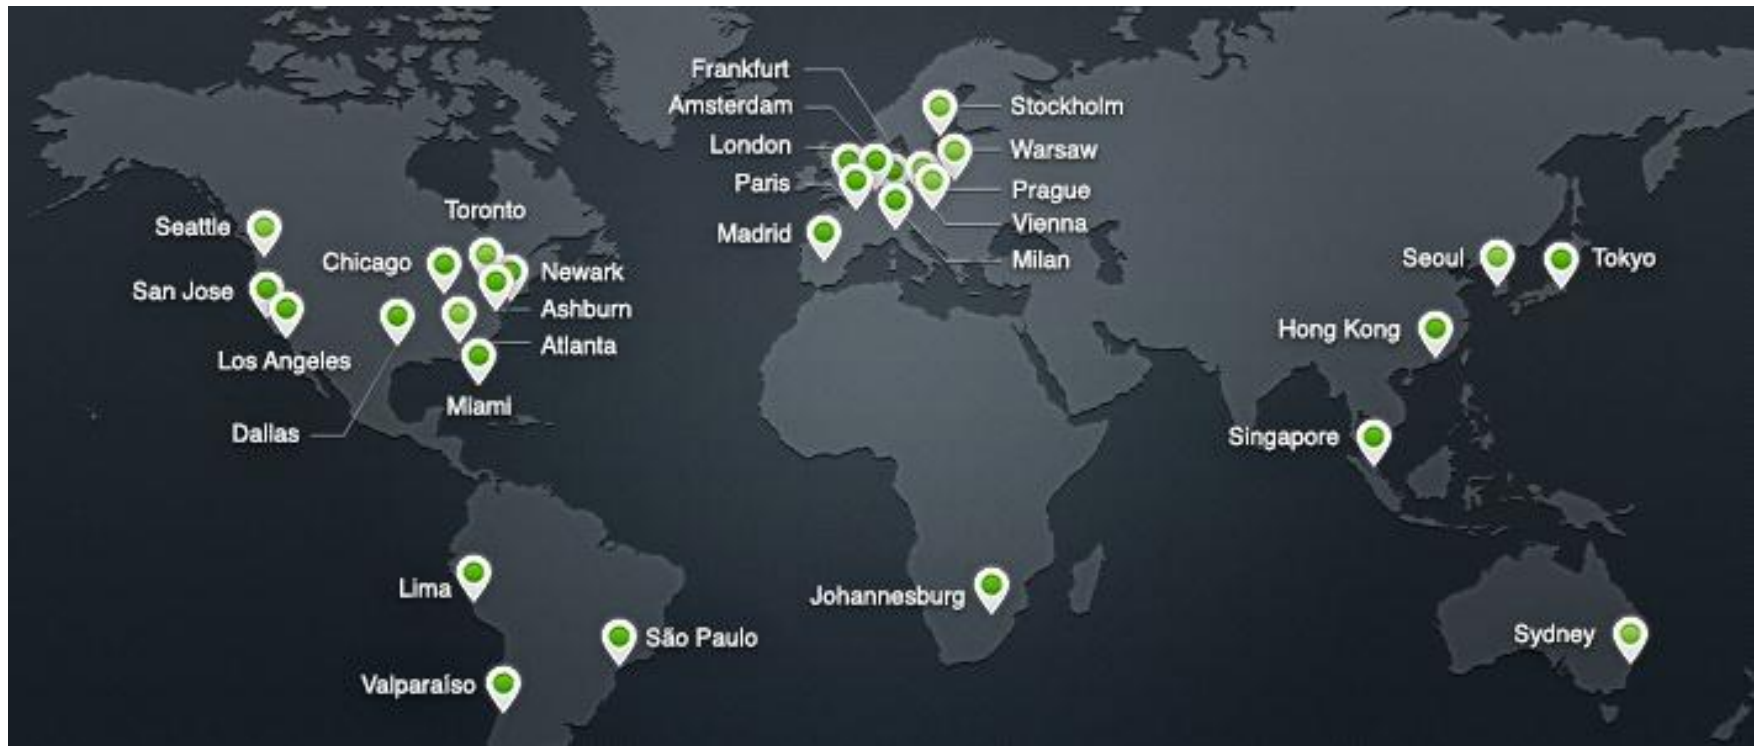 Frankfurt
Amsterdam
London
Paris
Madrid
Stockholm
Warsaw
Prague
Vienna
Milan
Seattle
San Jose
Los Angeles
Dallas
Chicago
Toronto
Newark
Ashburn
Atlanta
Miami
Lima
São Paulo
Valparaíso
Johannesburg
Seoul
Tokyo
Hong Kong
Singapore
Sydney